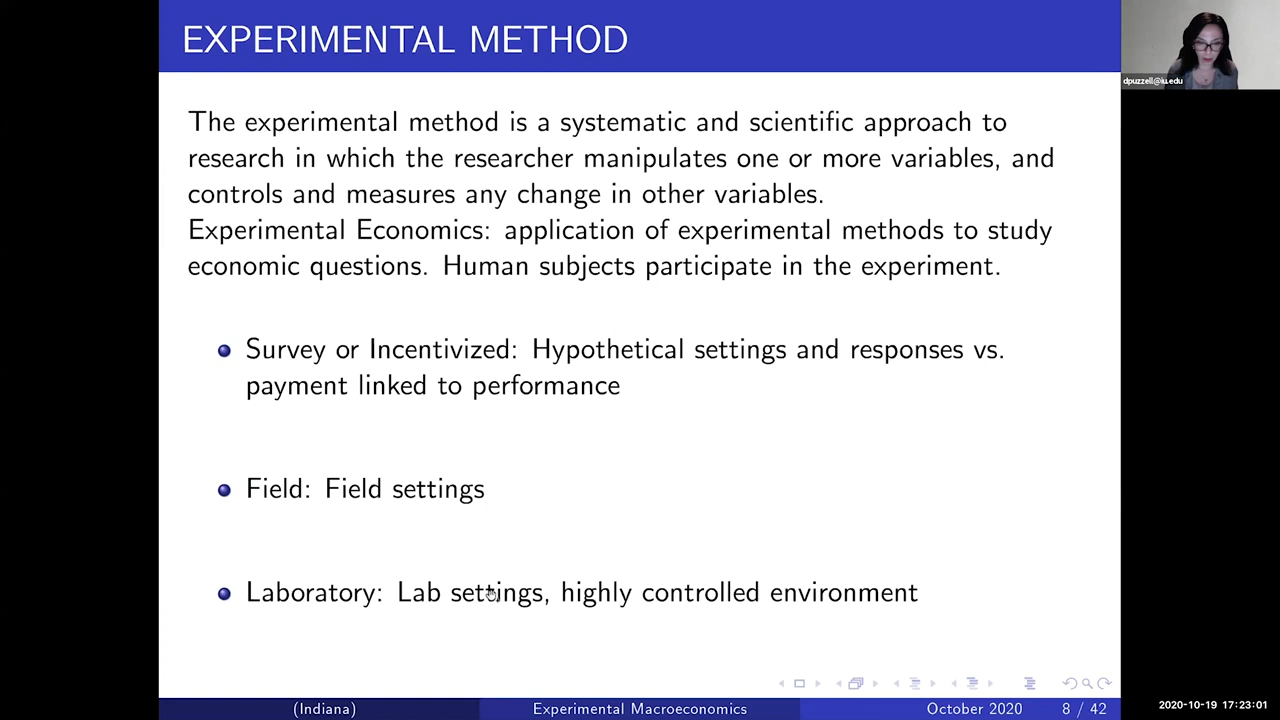 EXPERIMENTAL METHOD
dpuzzell@iu.edu
The experimental method is a systematic and scientific approach to
research in which the researcher manipulates one or more variables, and
controls and measures any change in other variables.
Experimental Economics: application of experimental methods to study
economic questions. Human subjects participate in the experiment.
Survey or Incentivized: Hypothetical settings and responses vs.
payment linked to performance
Field: Field settings
Laboratory: Lab settings, highly controlled environment
(Indiana) Experimental Macroeconomics October 2020 8 / 42
2020-10-19 17:23:01